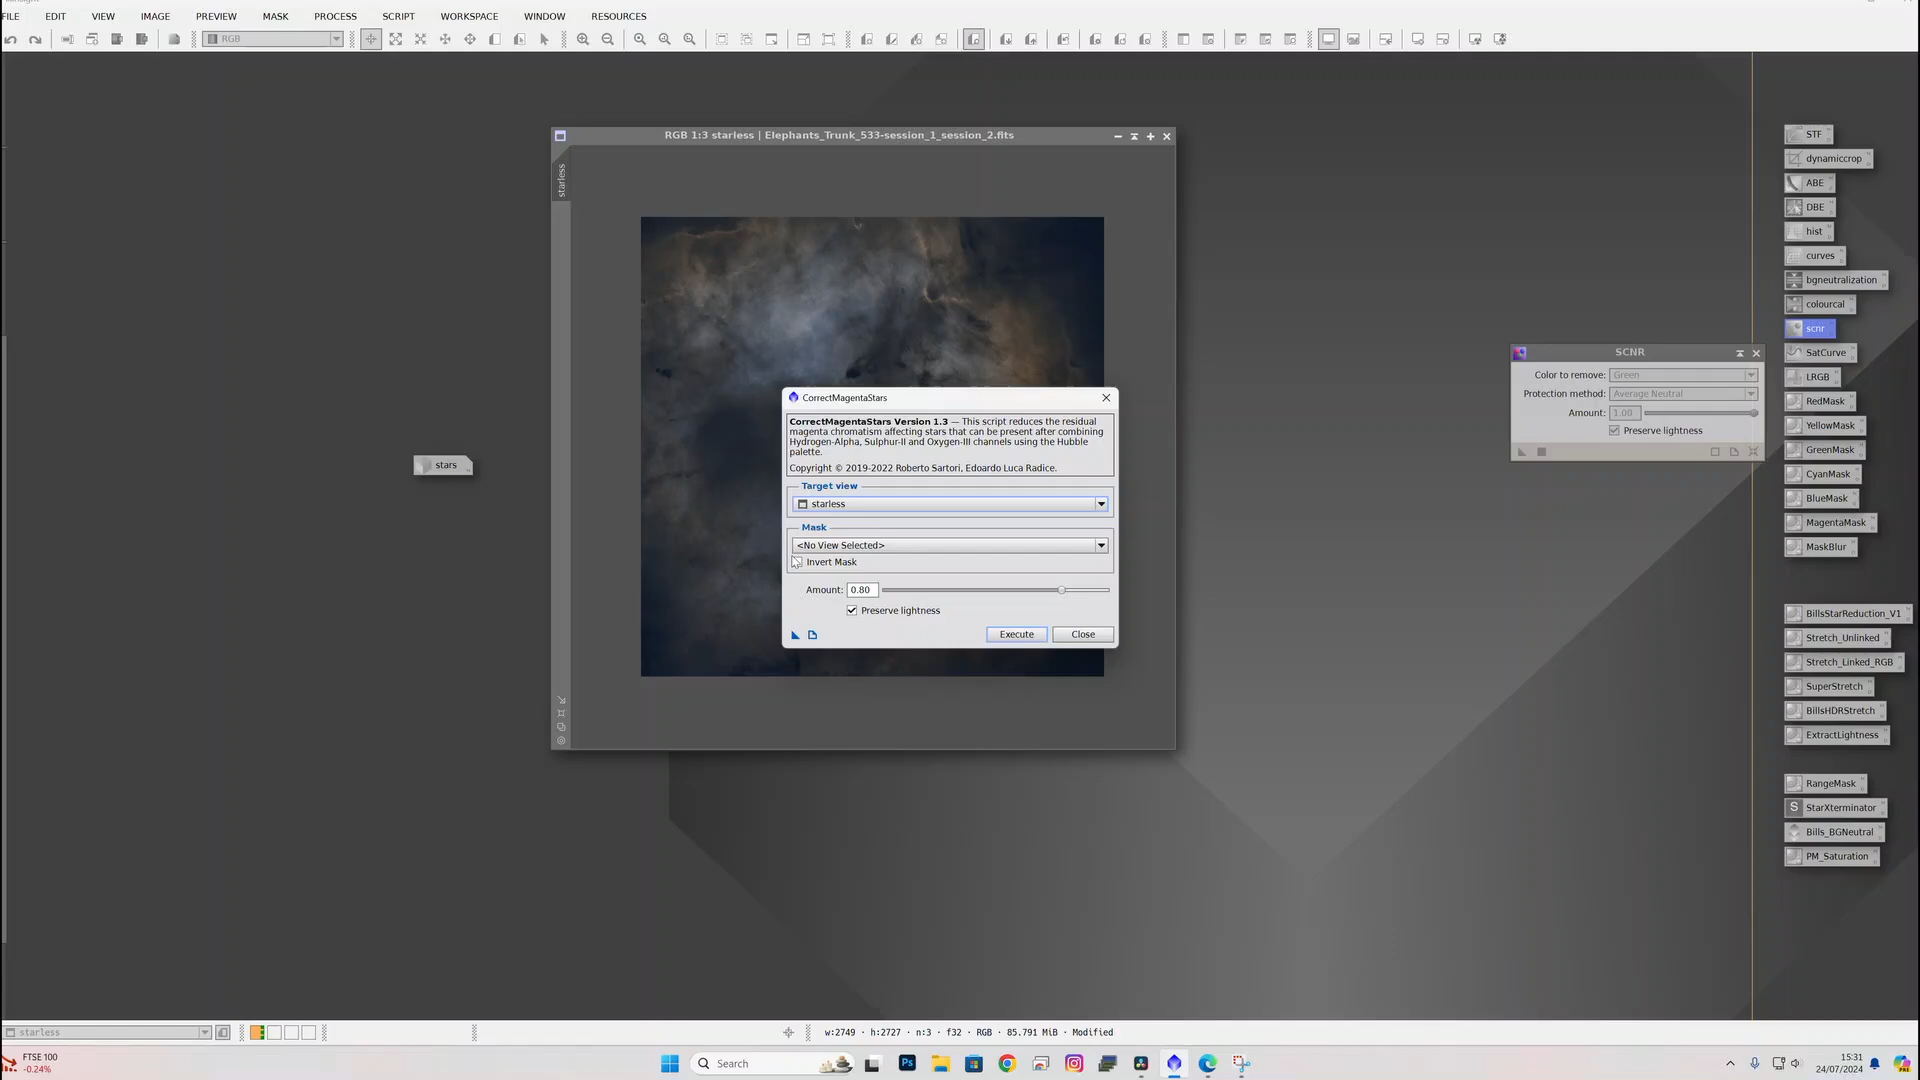 FILE EDIT VIEW IMAGE PREVIEW MASK PROCESS SCRIPT WORKSPACE WINDOW RESOURCES
RGB
RGB 1:3 starless | Elephants_Trunk_533-session_1_session_2.fits
starless
stars
CorrectMagentaStars
CorrectMagentaStars Version 1.3 — This script reduces the residual
magenta chromatism affecting stars that can be present after combining
Hydrogen-Alpha, Sulphur-II and Oxygen-III channels using the Hubble
palette.
Copyright © 2019-2022 Roberto Sartori, Edoardo Luca Radice.
Target view
starless
Mask
<No View Selected>
Invert Mask
Amount: 0.80
Preserve lightness
Execute Close
SCNR
Color to remove: Green
Protection method: Average Neutral
Amount: 1.00
Preserve lightness
STF
dynamiccrop
ABE
DBE
hist
curves
bgneutralization
colourcal
scnr
SatCurve
LRGB
RedMask
YellowMask
GreenMask
CyanMask
BlueMask
MagentaMask
MaskBlur
BillsStarReduction_V1
Stretch_Unlinked
Stretch_Linked_RGB
SuperStretch
BillsHDRStretch
ExtractLightness
RangeMask
S StarXterminator
Bills_BGNeutral
PM_Saturation
starless
w:2749 · h:2727 · n:3 · f32 · RGB · 85.791 MiB · Modified
FTSE 100
-0.24%
Search
Ps
15:31
24/07/2024
PRE